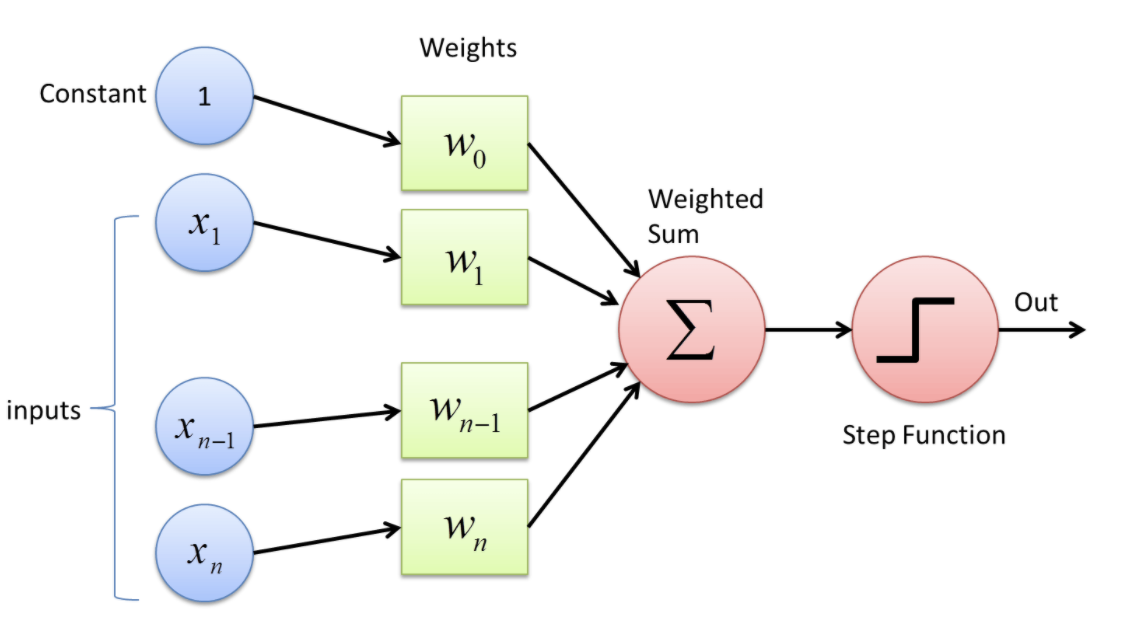 Weights
Constant
1
w₀
x₁
w₁
Weighted
Sum
Σ
Out
inputs
xₙ₋₁
wₙ₋₁
Step Function
xₙ
wₙ